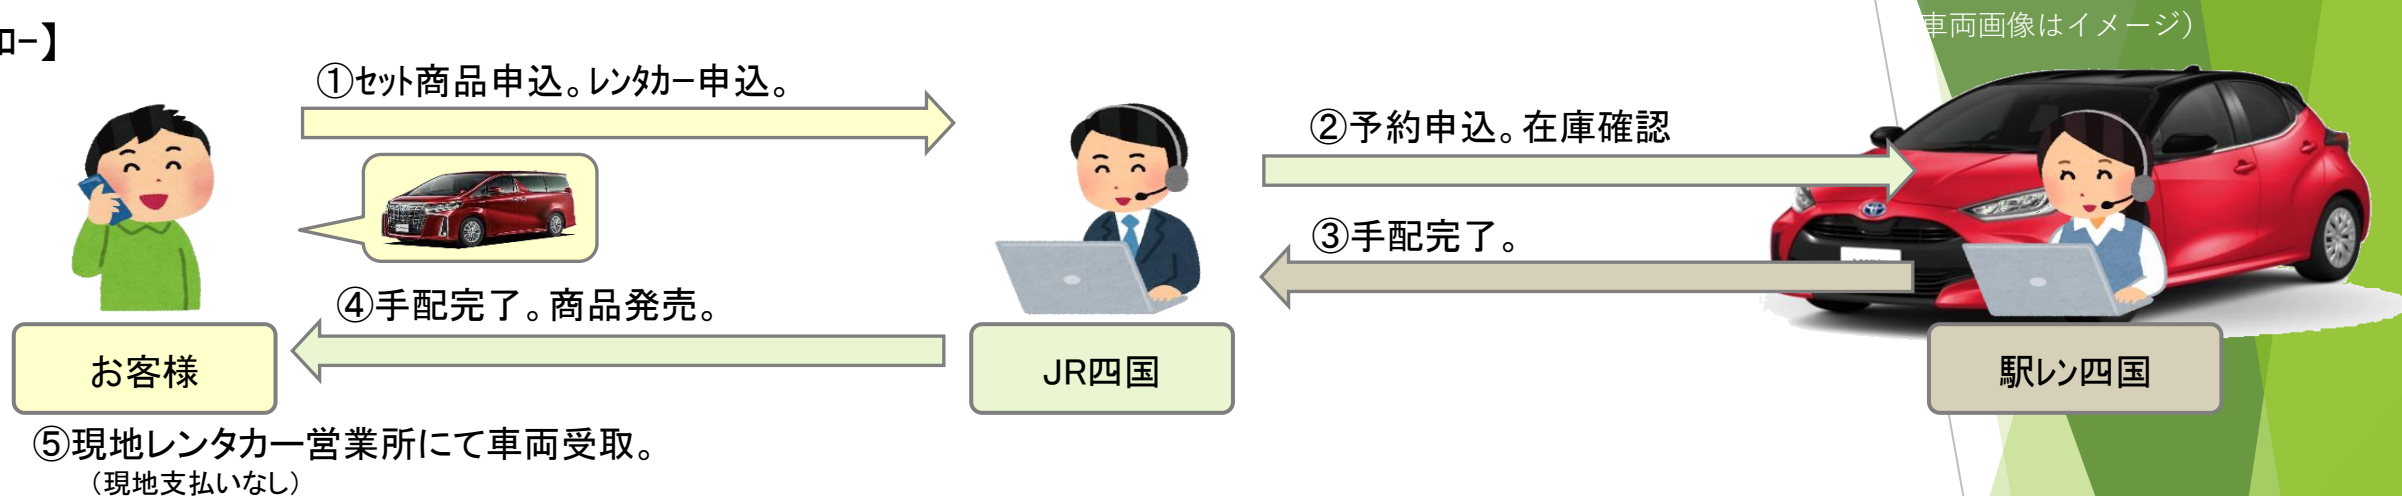 ロー】
車両画像はイメージ）
①セット商品申込。レンタカー申込。
②予約申込。在庫確認
③手配完了。
④手配完了。商品発売。
お客様
JR四国
駅レン四国
⑤現地レンタカー営業所にて車両受取。
（現地支払いなし）